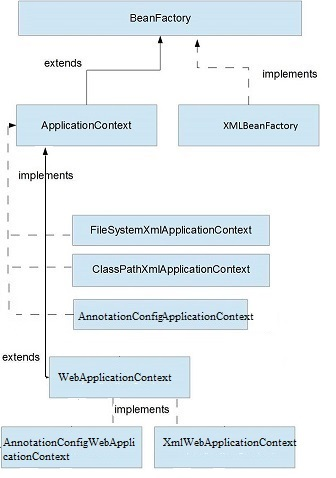 BeanFactory
extends
implements
ApplicationContext
XMLBeanFactory
implements
FileSystemXmlApplicationContext
ClassPathXmlApplicationContext
AnnotationConfigApplicationContext
extends
WebApplicationContext
implements
AnnotationConfigWebAppli
cationContext
XmlWebApplicationContext